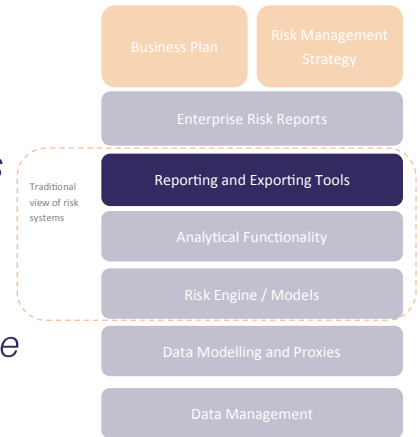 Business Plan
Risk Management
Strategy
Enterprise Risk Reports
s
Traditional
view of risk
systems
Reporting and Exporting Tools
Analytical Functionality
Risk Engine / Models
e
Data Modelling and Proxies
Data Management